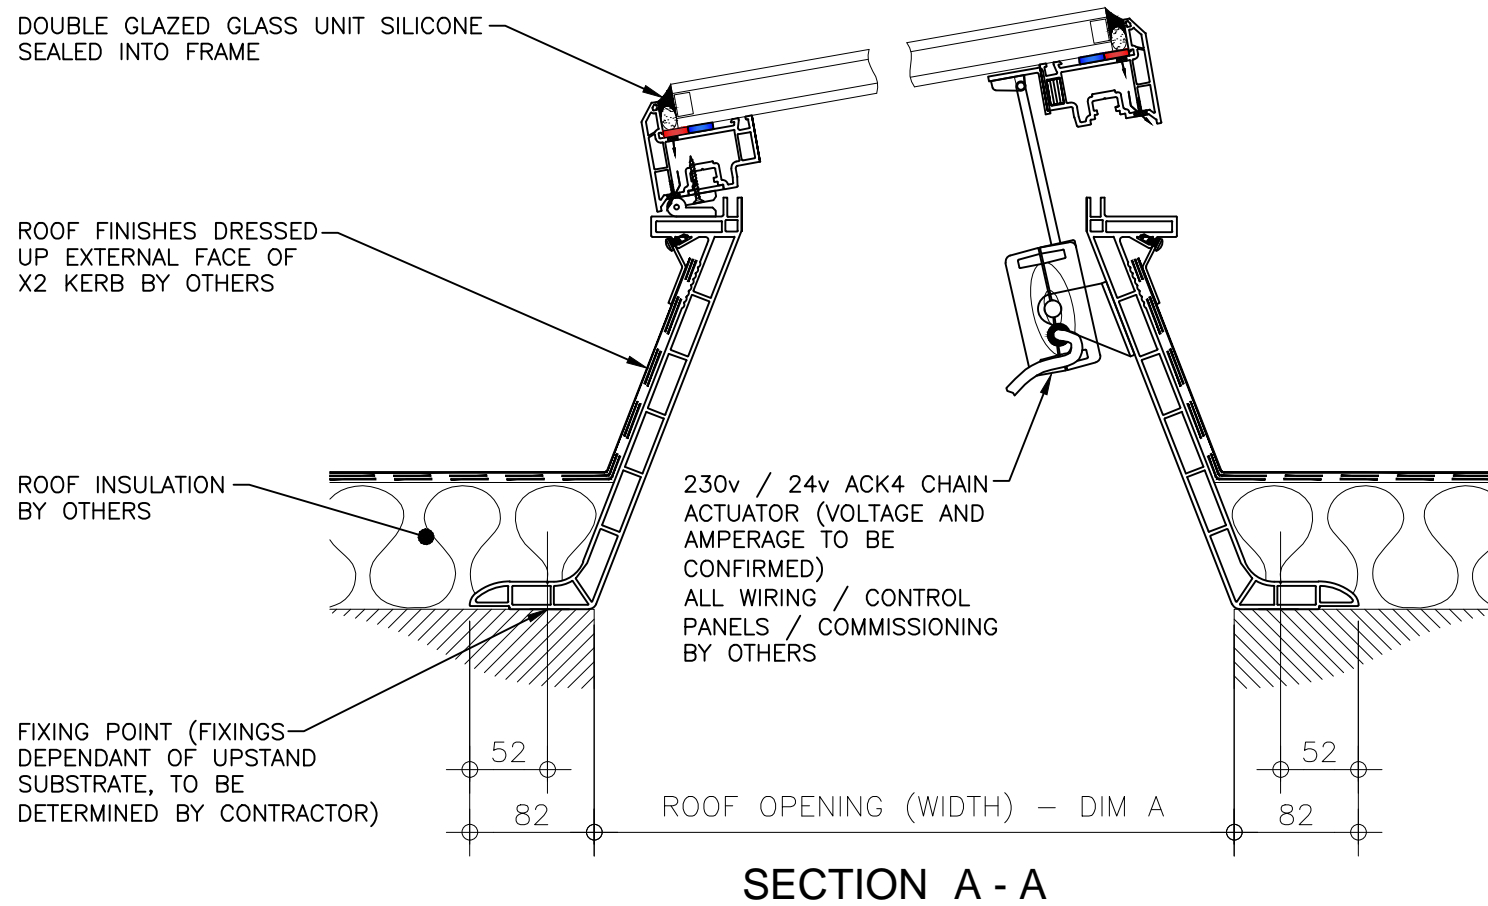 DOUBLE GLAZED GLASS UNIT SILICONE
SEALED INTO FRAME
ROOF FINISHES DRESSED
UP EXTERNAL FACE OF
X2 KERB BY OTHERS
ROOF INSULATION
BY OTHERS
230v / 24v ACK4 CHAIN
ACTUATOR (VOLTAGE AND
AMPERAGE TO BE
CONFIRMED)
ALL WIRING / CONTROL
PANELS / COMMISSIONING
BY OTHERS
FIXING POINT (FIXINGS
DEPENDANT OF UPSTAND
SUBSTRATE, TO BE
DETERMINED BY CONTRACTOR)
52
52
82
ROOF OPENING (WIDTH) – DIM A
82
SECTION A - A